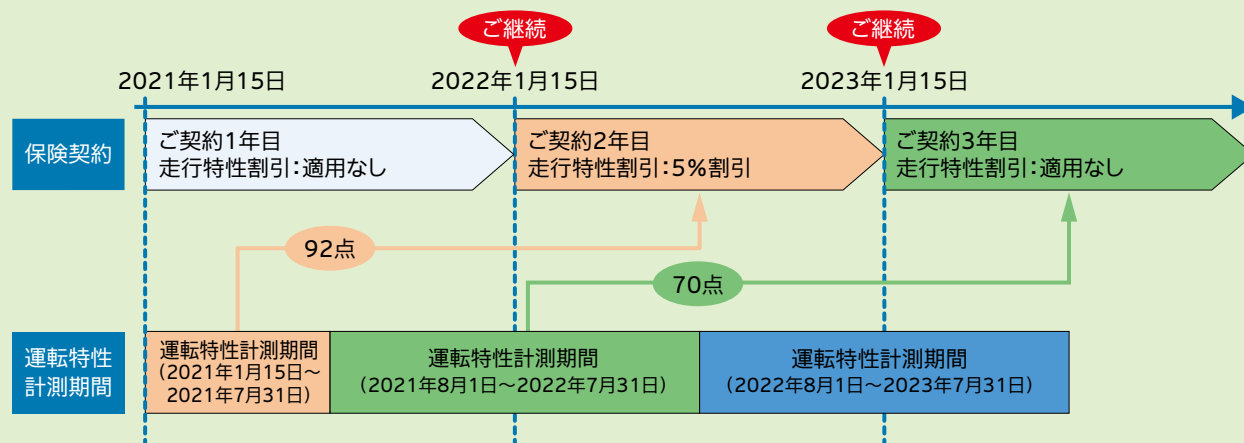 ご継続
ご継続
2021年1月15日
2022年1月15日
2023年1月15日
保険契約
ご契約1年目
走行特性割引：適用なし
ご契約2年目
走行特性割引：5%割引
ご契約3年目
走行特性割引：適用なし
92点
70点
運転特性
計測期間
運転特性計測期間
（2021年1月15日～
2021年7月31日）
運転特性計測期間
（2021年8月1日～2022年7月31日）
運転特性計測期間
（2022年8月1日～2023年7月31日）